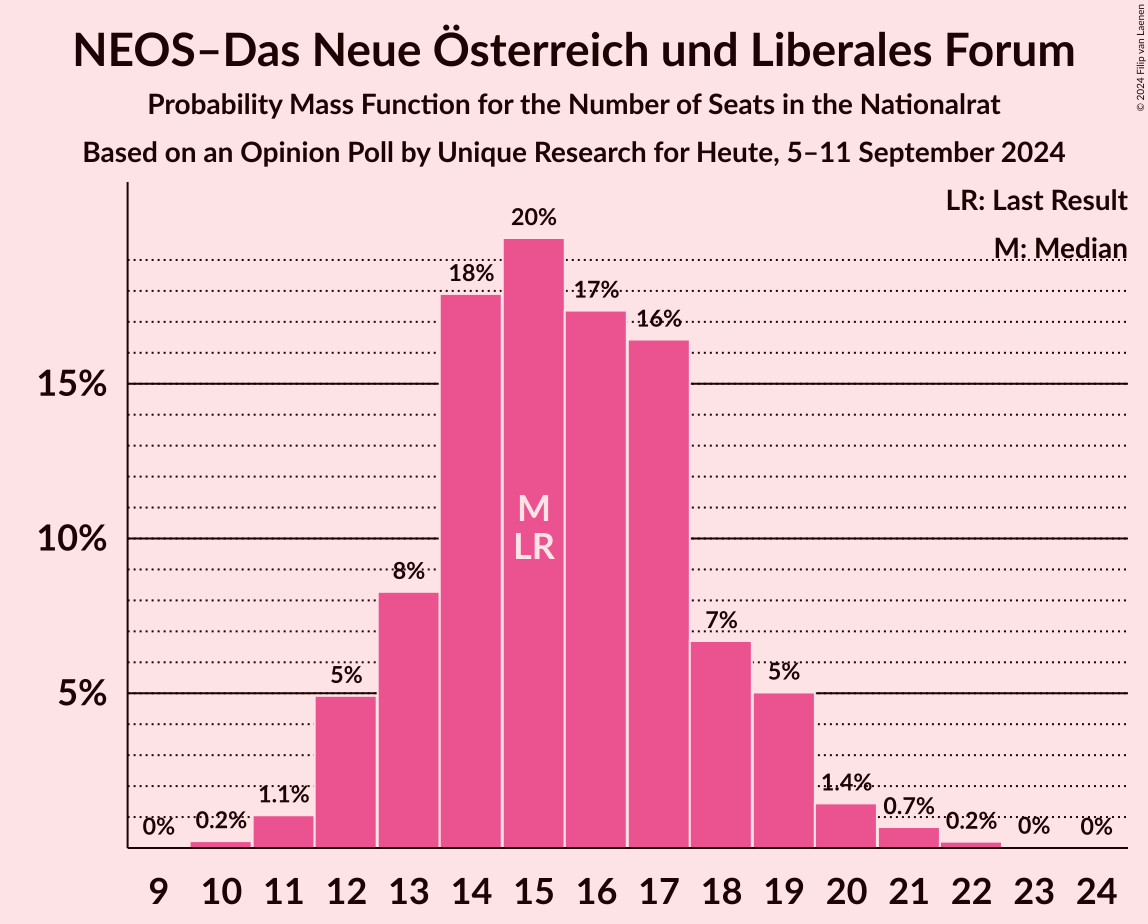 NEOS–Das Neue Österreich und Liberales Forum
Probability Mass Function for the Number of Seats in the Nationalrat
Based on an Opinion Poll by Unique Research for Heute, 5–11 September 2024
© 2024 Filip van Laenen
LR: Last Result
M: Median
15%
10%
5%
0%
0.2%
1.1%
5%
8%
18%
20%
17%
16%
7%
5%
1.4%
0.7%
0.2%
0%
0%
M
LR
9 10 11 12 13 14 15 16 17 18 19 20 21 22 23 24